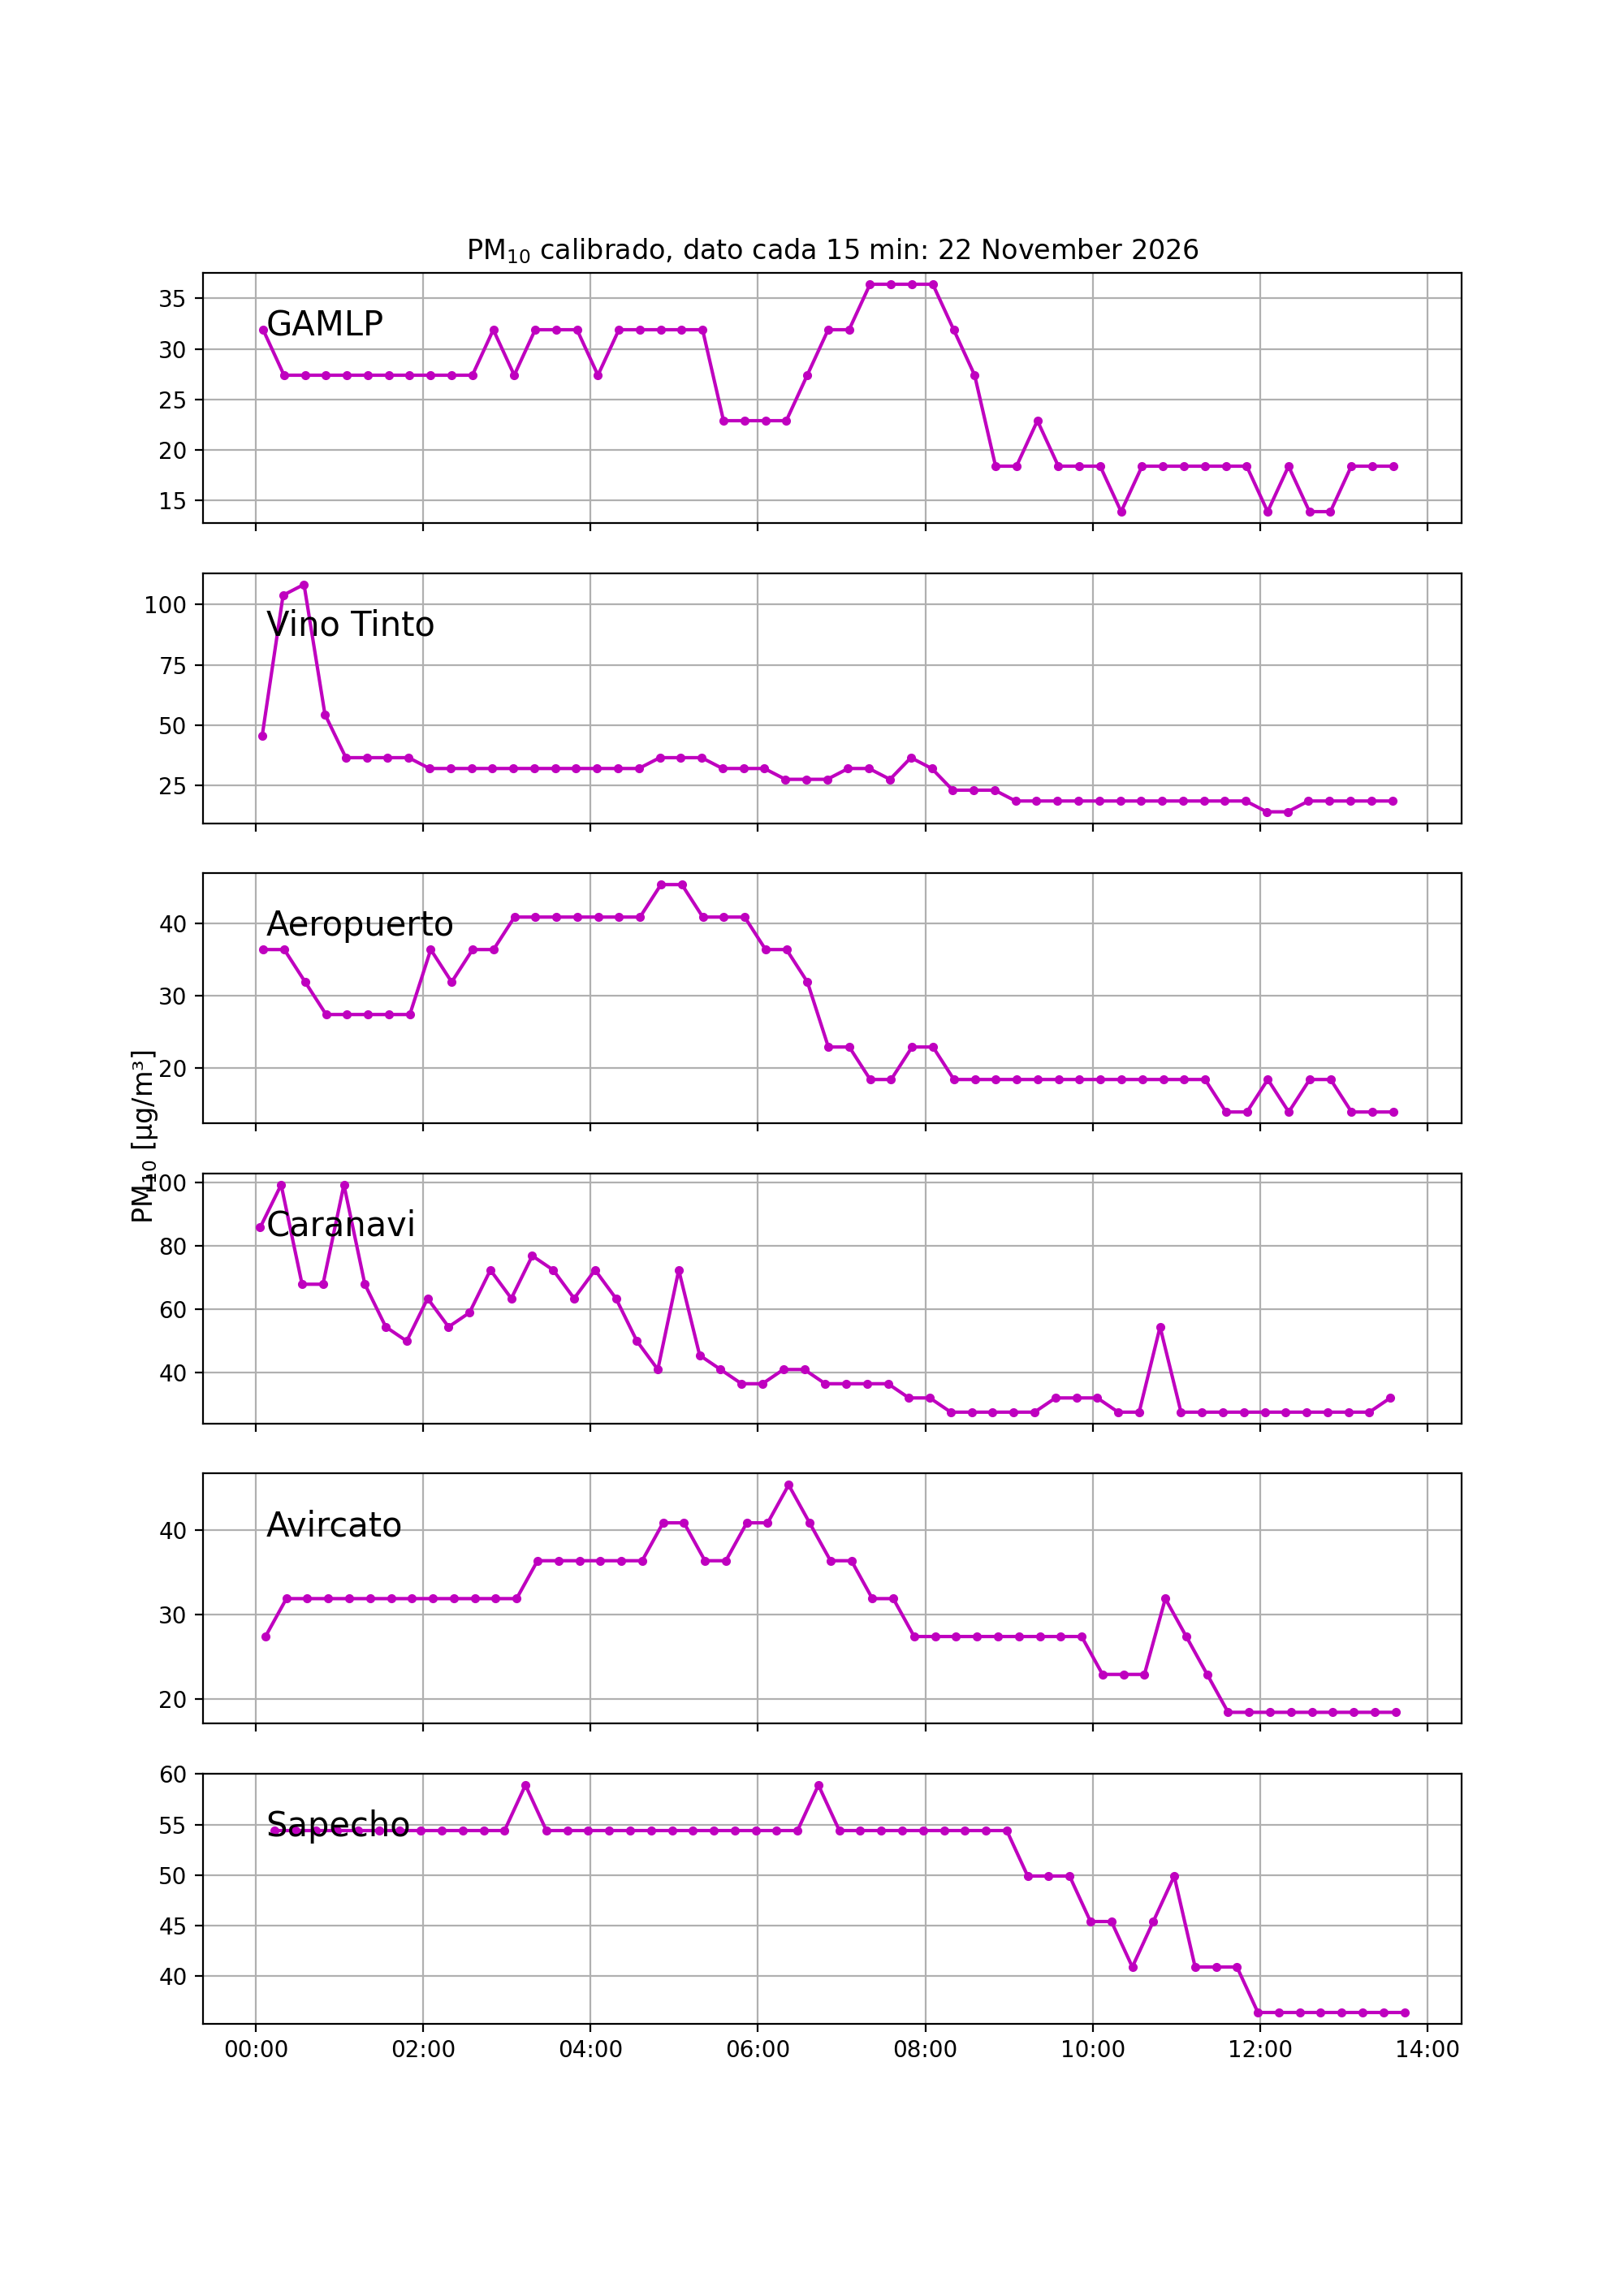 PM₁₀ calibrado, dato cada 15 min: 22 November 2026
35
30
25
20
15
GAMLP
100
75
50
25
Vino Tinto
40
30
20
Aeropuerto
PM₁₀ [µg/m³]
100
80
60
40
Caranavi
40
30
20
Avircato
60
55
50
45
40
Sapecho
00:00 02:00 04:00 06:00 08:00 10:00 12:00 14:00